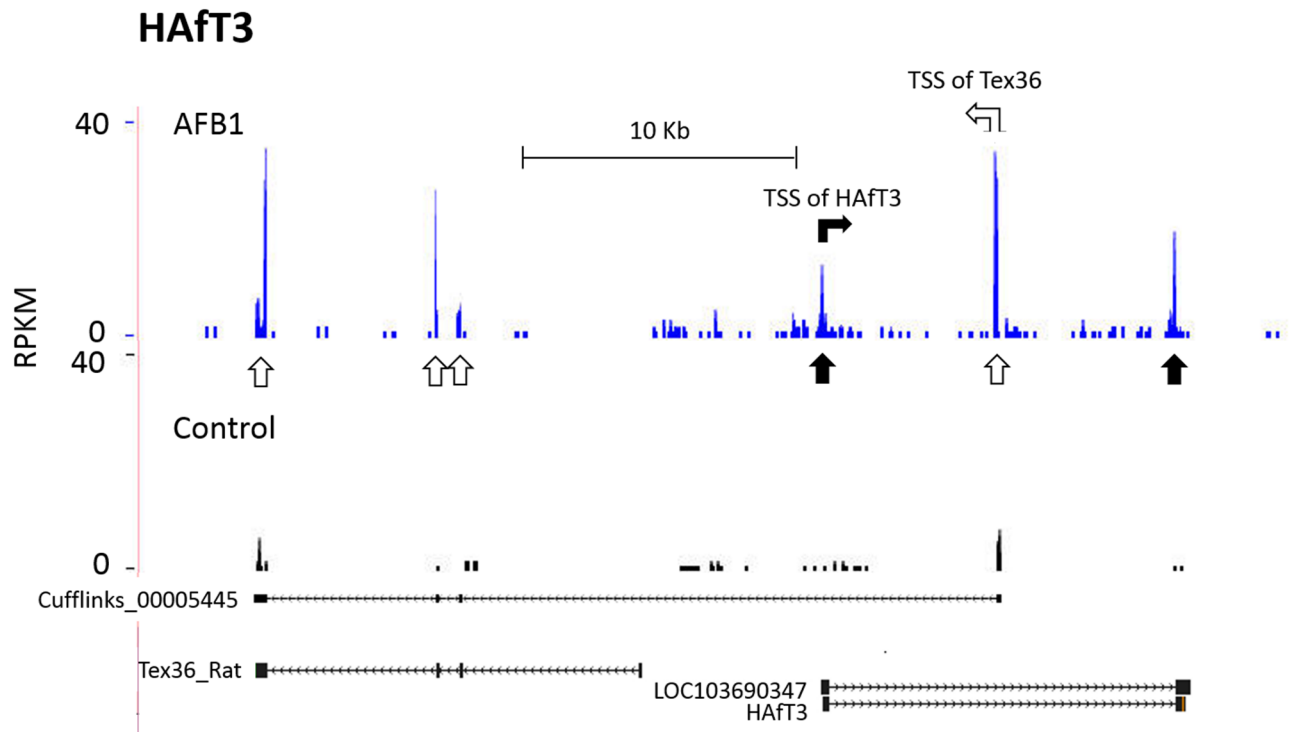 HAfT3
TSS of Tex36
40
AFB1
10 Kb
TSS of HAfT3
RPKM
0
40
Control
0
Cufflinks_00005445
Tex36_Rat
LOC103690347
HAfT3